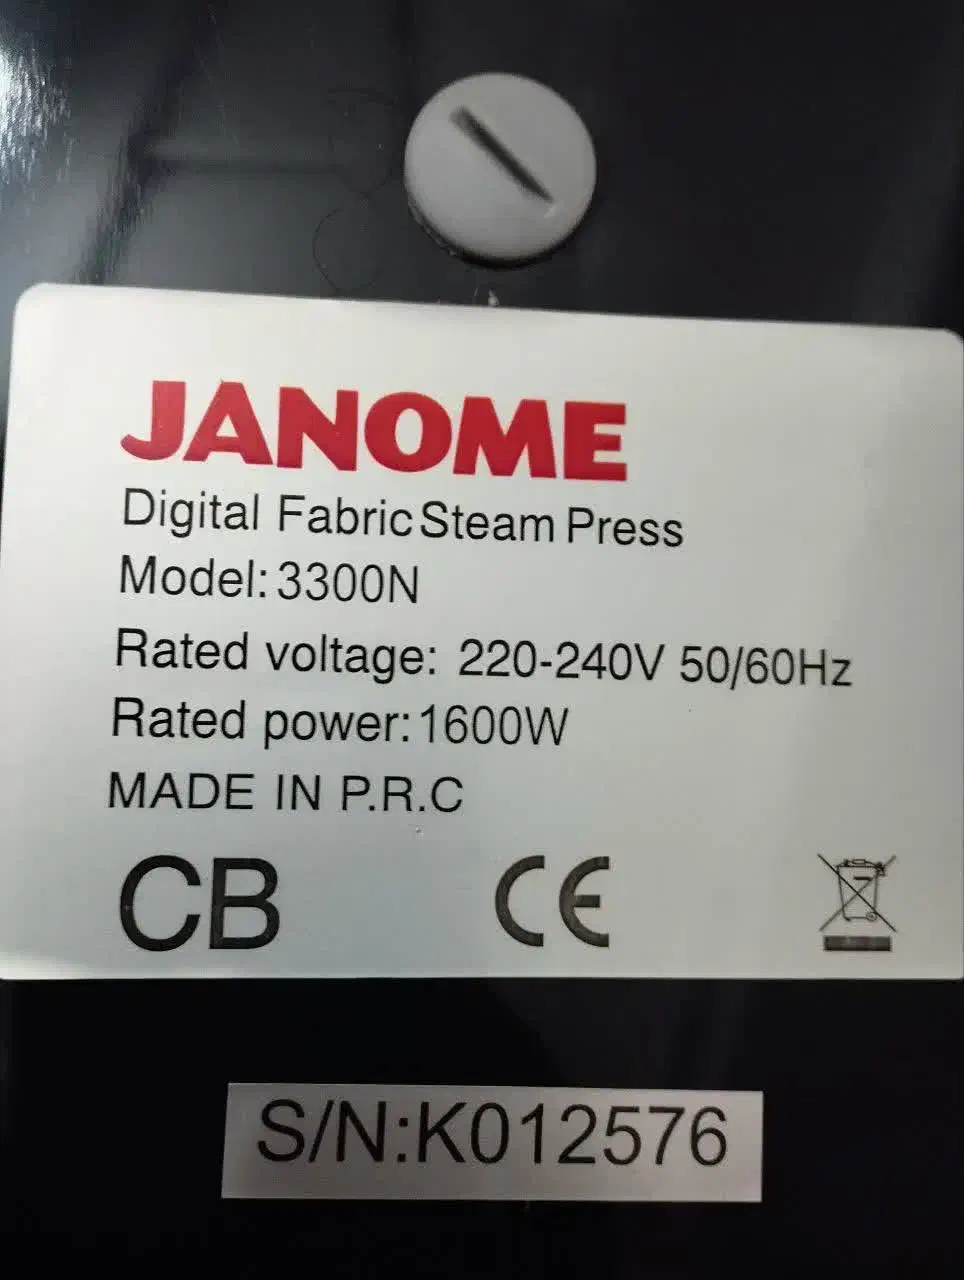 JANOME
Digital Fabric Steam Press
Model: 3300N
Rated voltage: 220-240V 50/60Hz
Rated power: 1600W
MADE IN P.R.C
CB CE
S/N:K012576